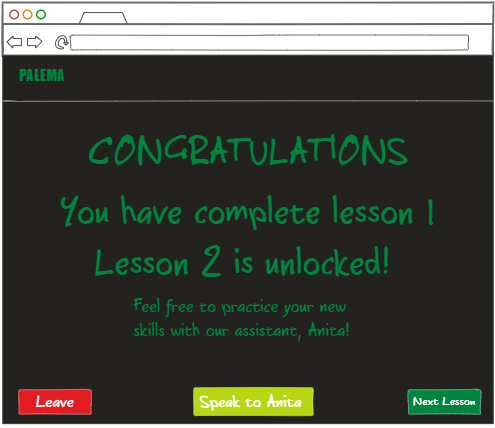 PALEMA
CONGRATULATIONS
You have complete lesson 1
Lesson 2 is unlocked!
Feel free to practice your new
skills with our assistant, Anita!
Leave
Speak to Anita
Next Lesson